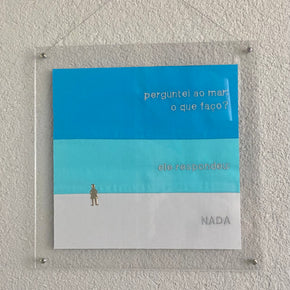 perguntei ao mar
o que faço?
ele respondeu
NADA